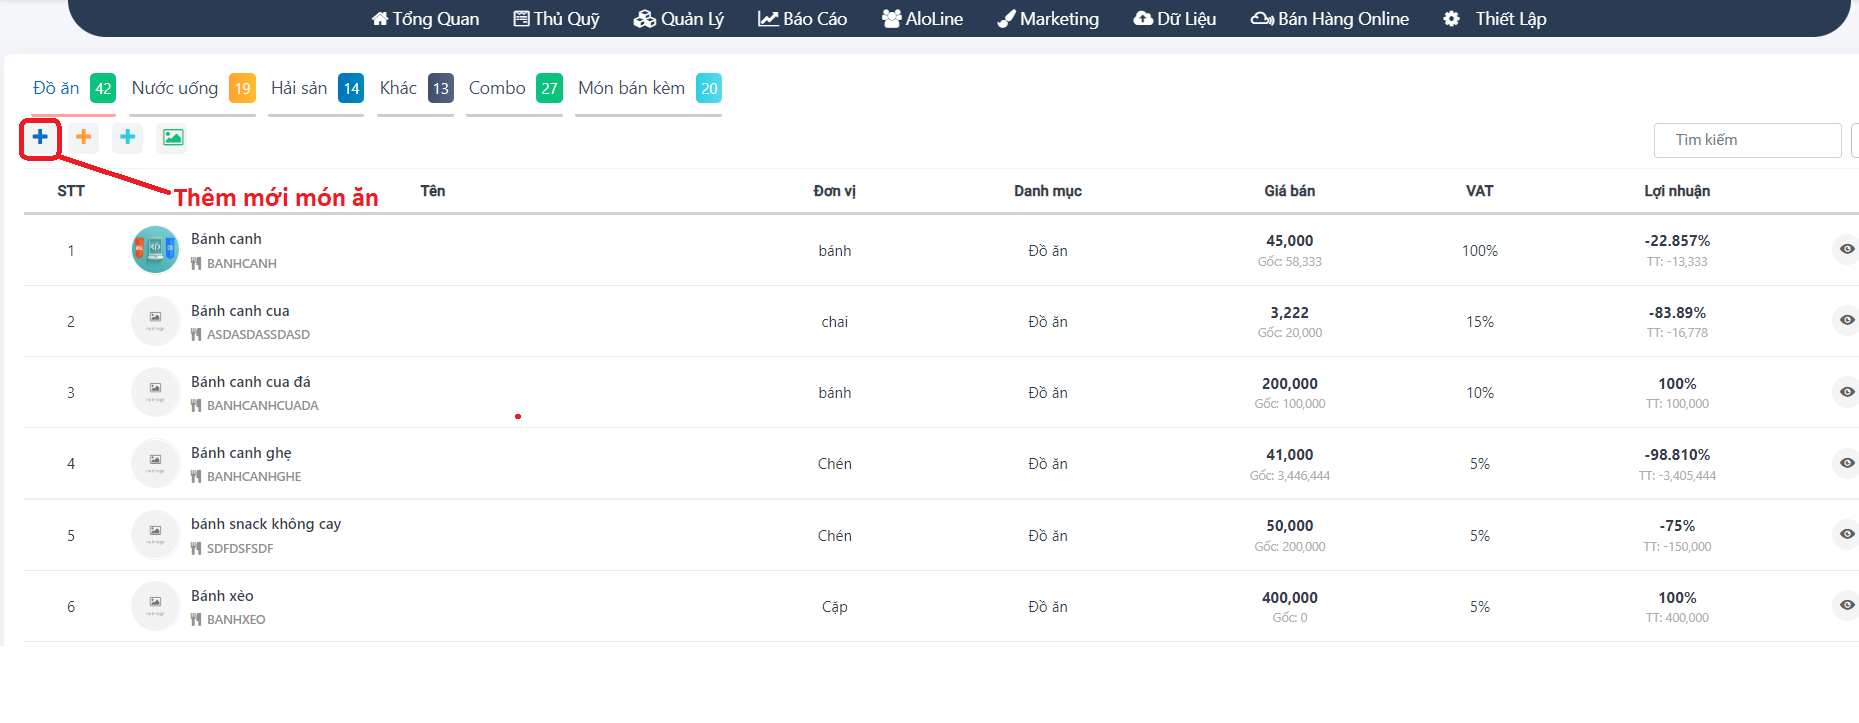 Tổng Quan Thủ Quỹ Quản Lý Báo Cáo AloLine Marketing Dữ Liệu Bán Hàng Online Thiết Lập
Đồ ăn 42 Nước uống 19 Hải sản 14 Khác 13 Combo 27 Món bán kèm 20
Tìm kiếm
Thêm mới món ăn
STT Tên Đơn vị Danh mục Giá bán VAT Lợi nhuận
1 Bánh canh bánh Đồ ăn 45,000 100% -22.857%
BANHCANH Gốc: 58,333 TT: -13,333
2 Bánh canh cua chai Đồ ăn 3,222 15% -83.89%
ASDASDASSDASD Gốc: 20,000 TT: -16,778
3 Bánh canh cua đá bánh Đồ ăn 200,000 10% 100%
BANHCANHCUADA Gốc: 100,000 TT: 100,000
4 Bánh canh ghẹ Chén Đồ ăn 41,000 5% -98.810%
BANHCANHGHE Gốc: 3,446,444 TT: -3,405,444
5 bánh snack không cay Chén Đồ ăn 50,000 5% -75%
SDFDSFSDF Gốc: 200,000 TT: -150,000
6 Bánh xèo Cặp Đồ ăn 400,000 5% 100%
BANHXEO Gốc: 0 TT: 400,000